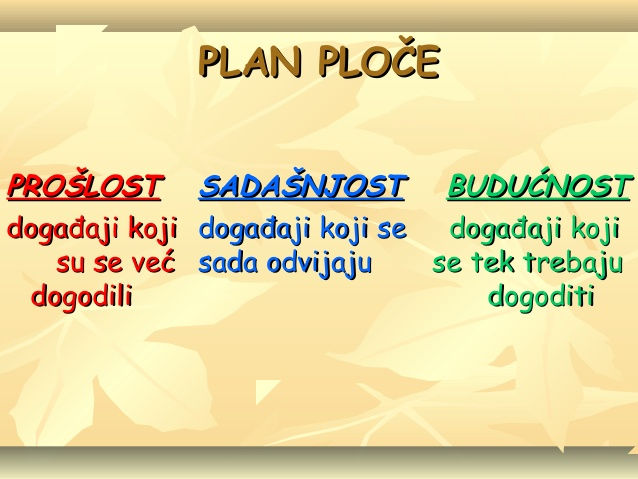 PLAN PLOČE
PROŠLOST
događaji koji
su se već
dogodili
SADAŠNJOST
događaji koji se
sada odvijaju
BUDUĆNOST
događaji koji
se tek trebaju
dogoditi